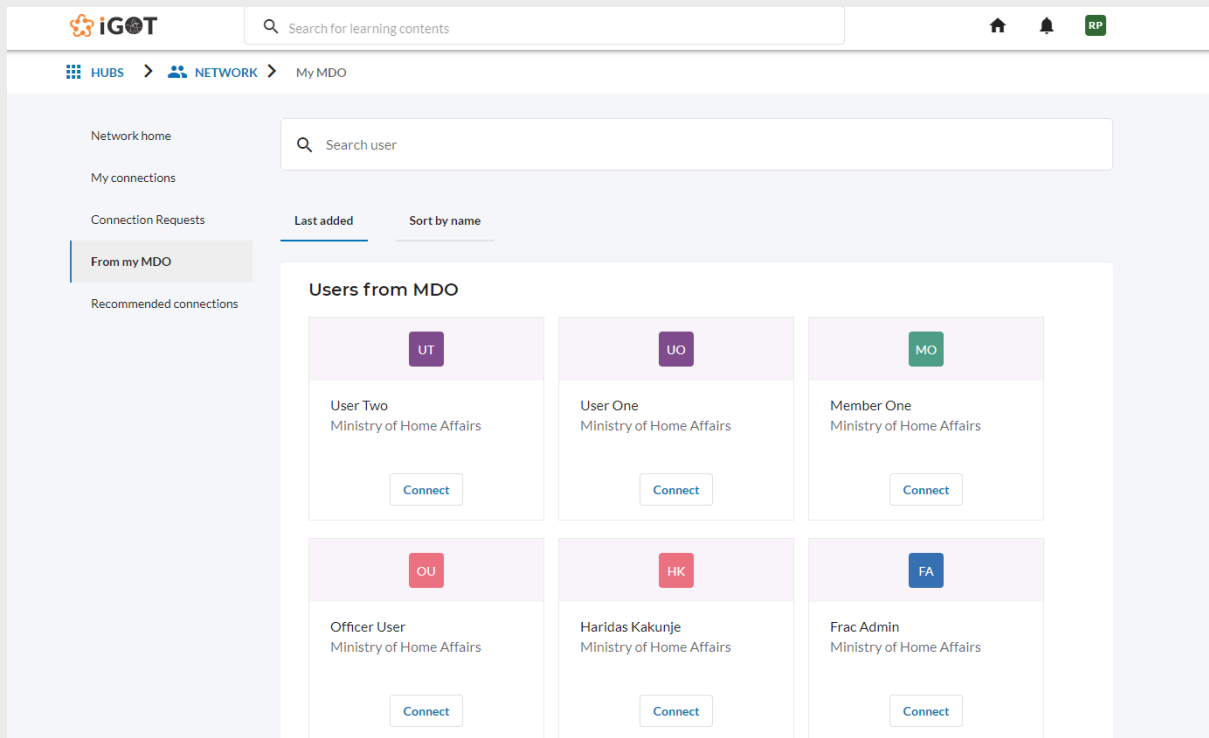 iGOT
Search for learning contents
RP
HUBS
NETWORK
My MDO
Network home
My connections
Connection Requests
From my MDO
Recommended connections
Search user
Last added
Sort by name
Users from MDO
UT
User Two
Ministry of Home Affairs
Connect
UO
User One
Ministry of Home Affairs
Connect
MO
Member One
Ministry of Home Affairs
Connect
OU
Officer User
Ministry of Home Affairs
Connect
HK
Haridas Kakunje
Ministry of Home Affairs
Connect
FA
Frac Admin
Ministry of Home Affairs
Connect